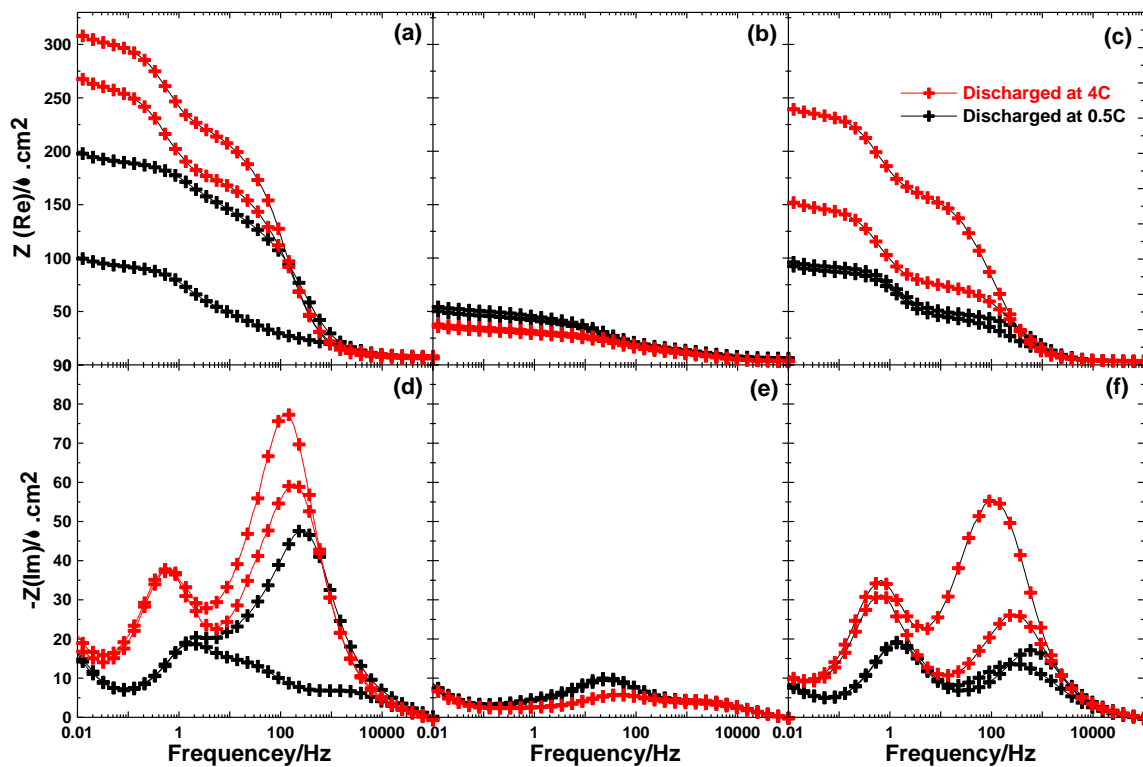 (a)
(b)
(c)
300
250
200
150
100
50
90
Z (Re)/⧫ .cm2
Discharged at 4C
Discharged at 0.5C
(d)
(e)
(f)
80
70
60
50
40
30
20
10
0
-Z(Im)/⧫ .cm2
0.01 1 100 10000 0.01 1 100 10000 0.01 1 100 10000
Frequencey/Hz Frequency/Hz Frequency/Hz